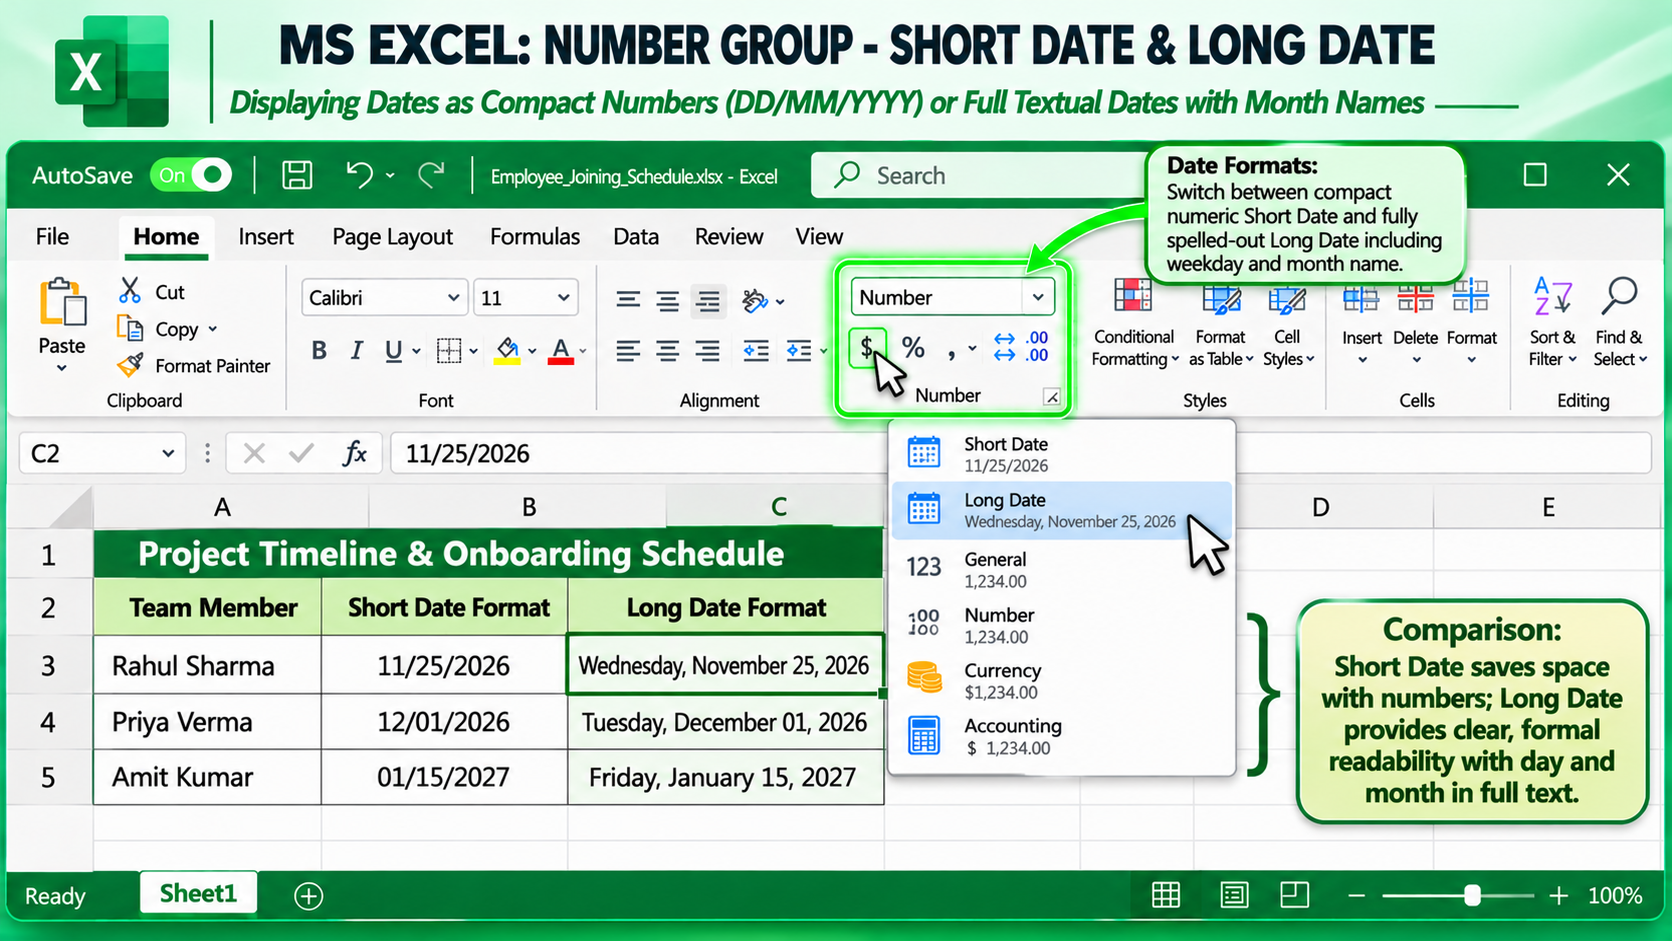 X
MS EXCEL: NUMBER GROUP - SHORT DATE & LONG DATE
Displaying Dates as Compact Numbers (DD/MM/YYYY) or Full Textual Dates with Month Names
AutoSave On Employee_Joining_Schedule.xlsx - Excel Search
Date Formats:
Switch between compact
numeric Short Date and fully
spelled-out Long Date including
weekday and month name.
File Home Insert Page Layout Formulas Data Review View
Paste
Cut
Copy
Format Painter
Clipboard
Calibri 11
B I U A
Font
Alignment
Number
$ % , .00 .00
Number
Conditional Formatting
Format as Table
Cell Styles
Styles
Insert Delete Format
Cells
A Z
Sort & Filter
Find & Select
Editing
C2 fx 11/25/2026
Short Date
11/25/2026
Long Date
Wednesday, November 25, 2026
123 General
1,234.00
100 100 Number
1,234.00
Currency
$1,234.00
Accounting
$ 1,234.00
A B C D E
1 Project Timeline & Onboarding Schedule
2 Team Member Short Date Format Long Date Format
3 Rahul Sharma 11/25/2026 Wednesday, November 25, 2026
4 Priya Verma 12/01/2026 Tuesday, December 01, 2026
5 Amit Kumar 01/15/2027 Friday, January 15, 2027
Comparison:
Short Date saves space
with numbers; Long Date
provides clear, formal
readability with day and
month in full text.
Ready Sheet1 100%